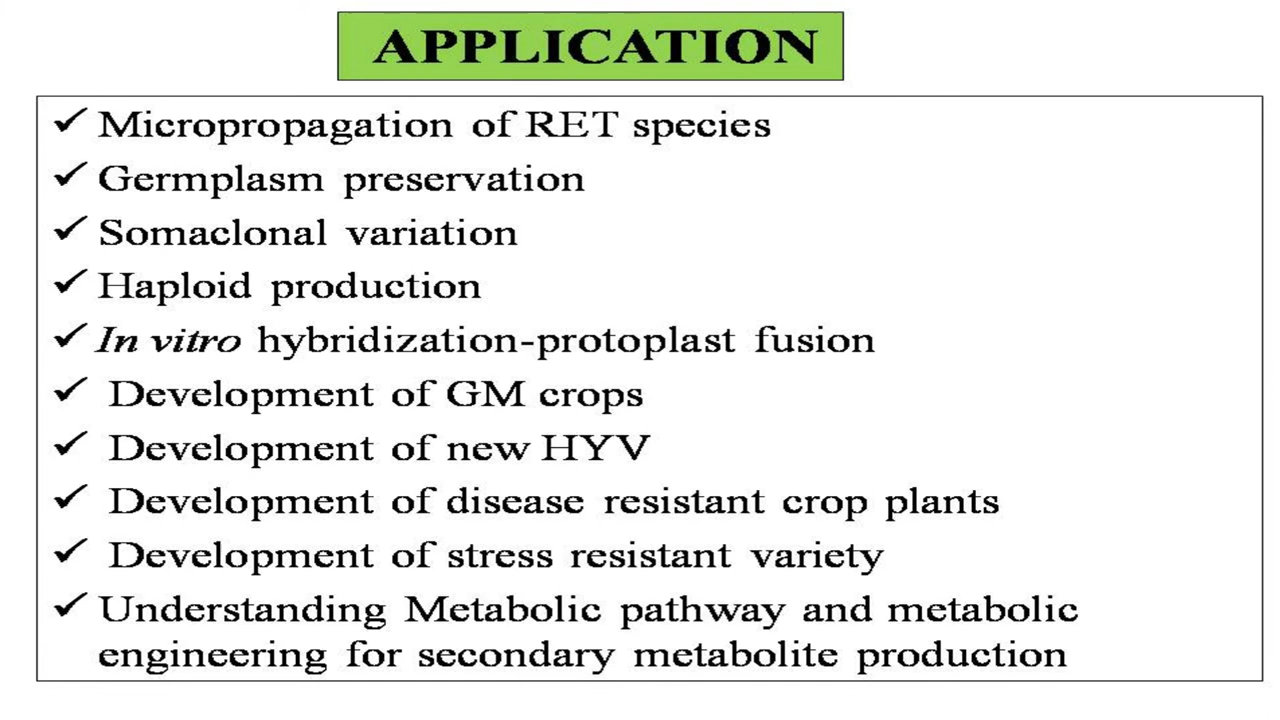 APPLICATION
✓ Micropropagation of RET species
✓ Germplasm preservation
✓ Somaclonal variation
✓ Haploid production
✓ In vitro hybridization-protoplast fusion
✓ Development of GM crops
✓ Development of new HYV
✓ Development of disease resistant crop plants
✓ Development of stress resistant variety
✓ Understanding Metabolic pathway and metabolic
engineering for secondary metabolite production